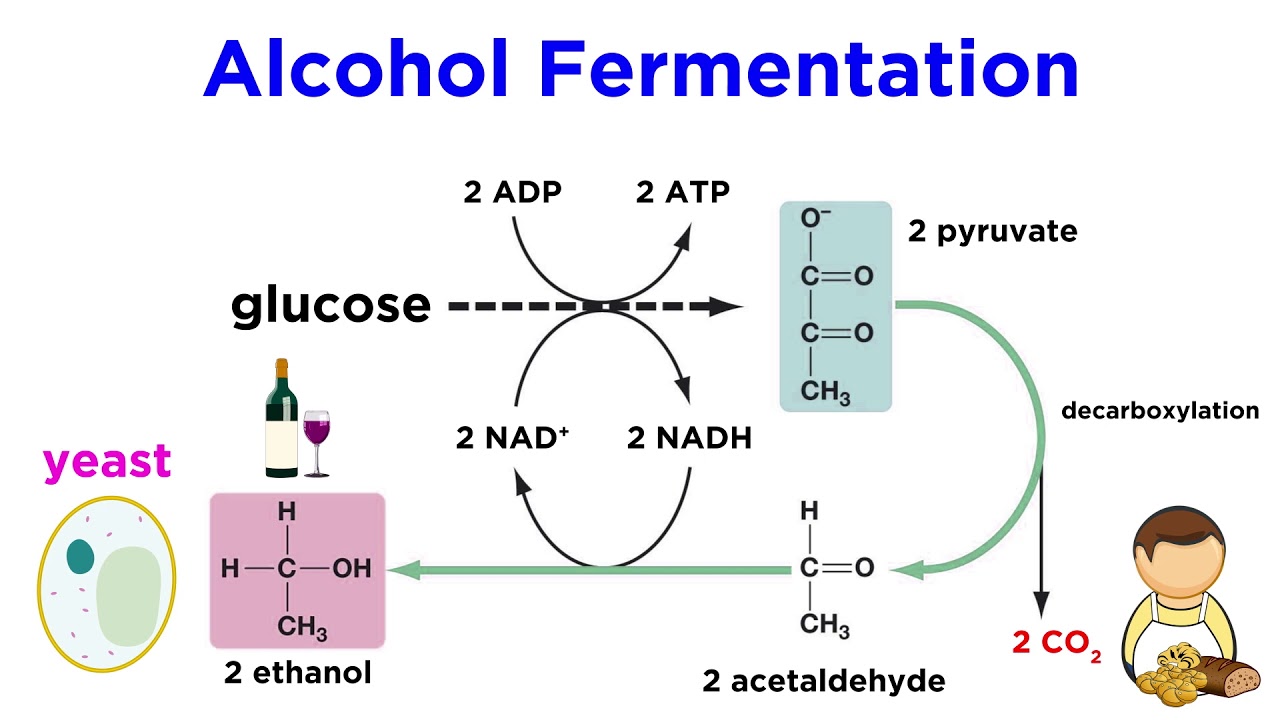 Alcohol Fermentation
2 ADP 2 ATP
2 pyruvate
O⁻
C=O
C=O
CH₃
glucose
decarboxylation
2 NAD⁺ 2 NADH
yeast
H
H—C—OH
CH₃
2 ethanol
H
C=O
CH₃
2 acetaldehyde
2 CO₂